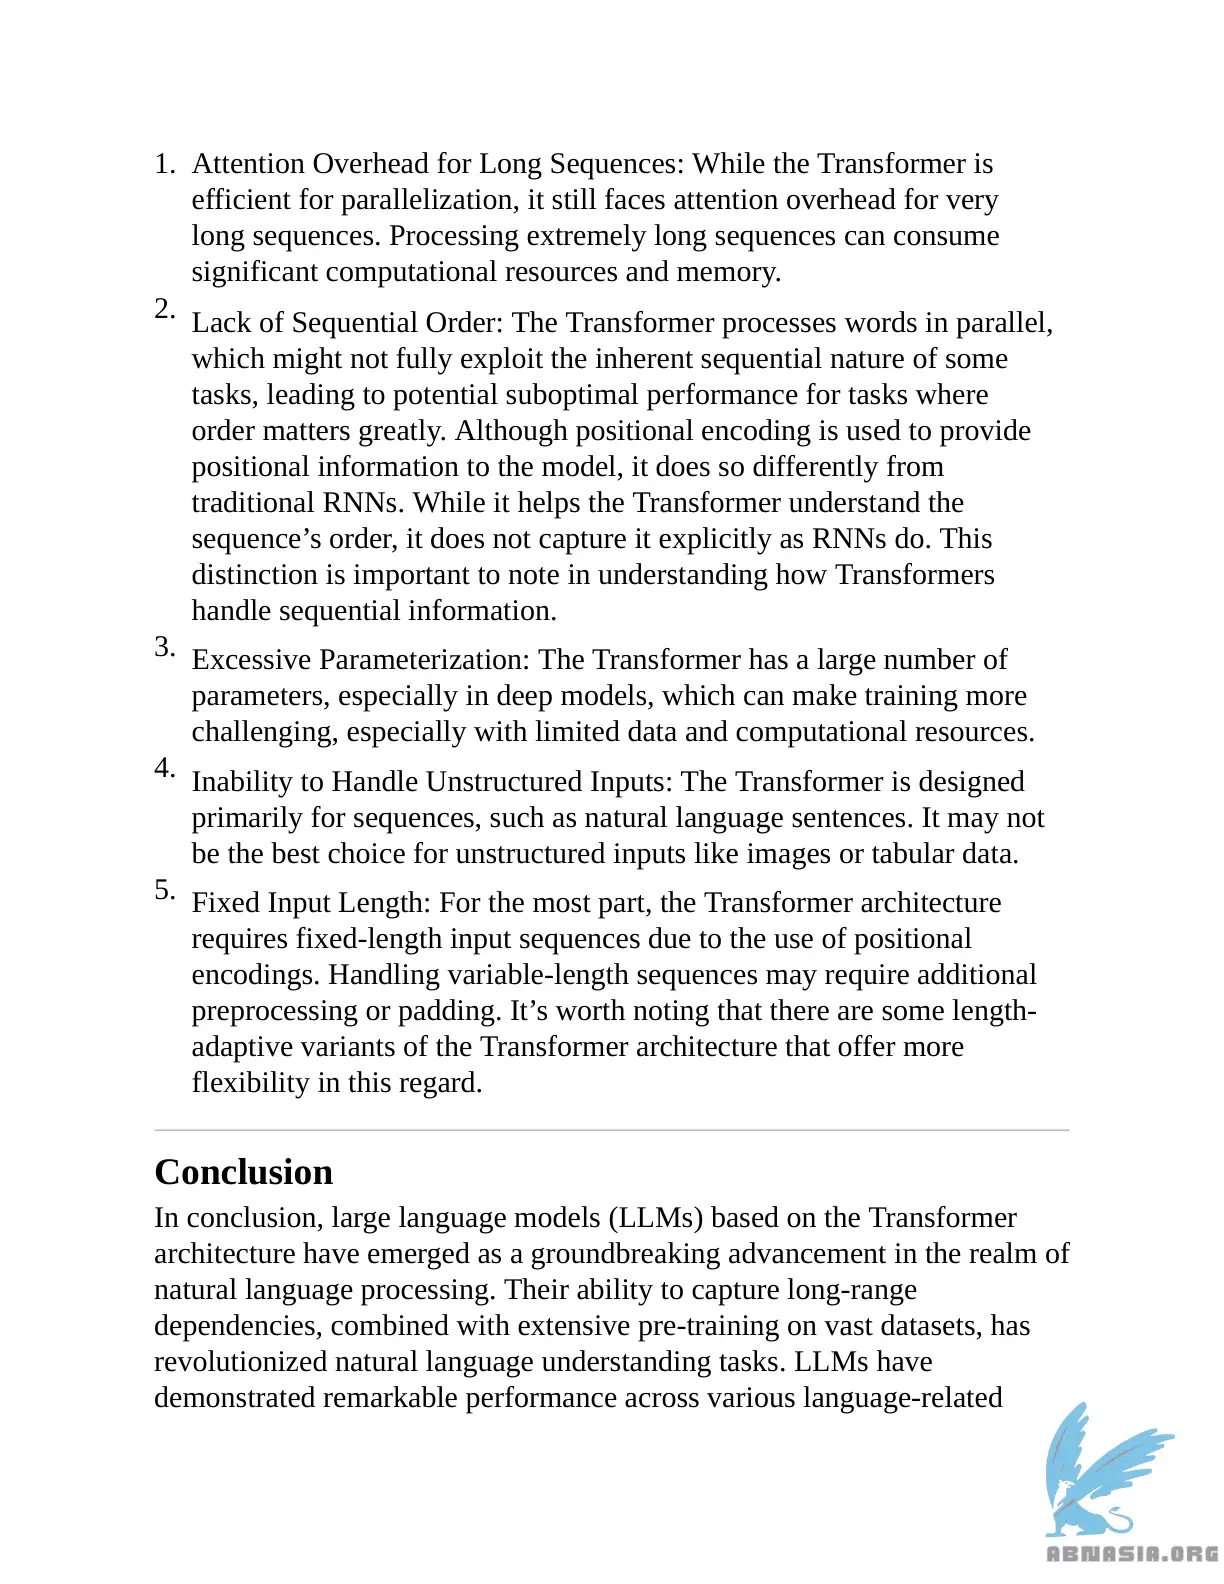 1. Attention Overhead for Long Sequences: While the Transformer is
efficient for parallelization, it still faces attention overhead for very
long sequences. Processing extremely long sequences can consume
significant computational resources and memory.
2. Lack of Sequential Order: The Transformer processes words in parallel,
which might not fully exploit the inherent sequential nature of some
tasks, leading to potential suboptimal performance for tasks where
order matters greatly. Although positional encoding is used to provide
positional information to the model, it does so differently from
traditional RNNs. While it helps the Transformer understand the
sequence’s order, it does not capture it explicitly as RNNs do. This
distinction is important to note in understanding how Transformers
handle sequential information.
3. Excessive Parameterization: The Transformer has a large number of
parameters, especially in deep models, which can make training more
challenging, especially with limited data and computational resources.
4. Inability to Handle Unstructured Inputs: The Transformer is designed
primarily for sequences, such as natural language sentences. It may not
be the best choice for unstructured inputs like images or tabular data.
5. Fixed Input Length: For the most part, the Transformer architecture
requires fixed-length input sequences due to the use of positional
encodings. Handling variable-length sequences may require additional
preprocessing or padding. It’s worth noting that there are some length-
adaptive variants of the Transformer architecture that offer more
flexibility in this regard.
Conclusion
In conclusion, large language models (LLMs) based on the Transformer
architecture have emerged as a groundbreaking advancement in the realm of
natural language processing. Their ability to capture long-range
dependencies, combined with extensive pre-training on vast datasets, has
revolutionized natural language understanding tasks. LLMs have
demonstrated remarkable performance across various language-related
ABNASIA.ORG